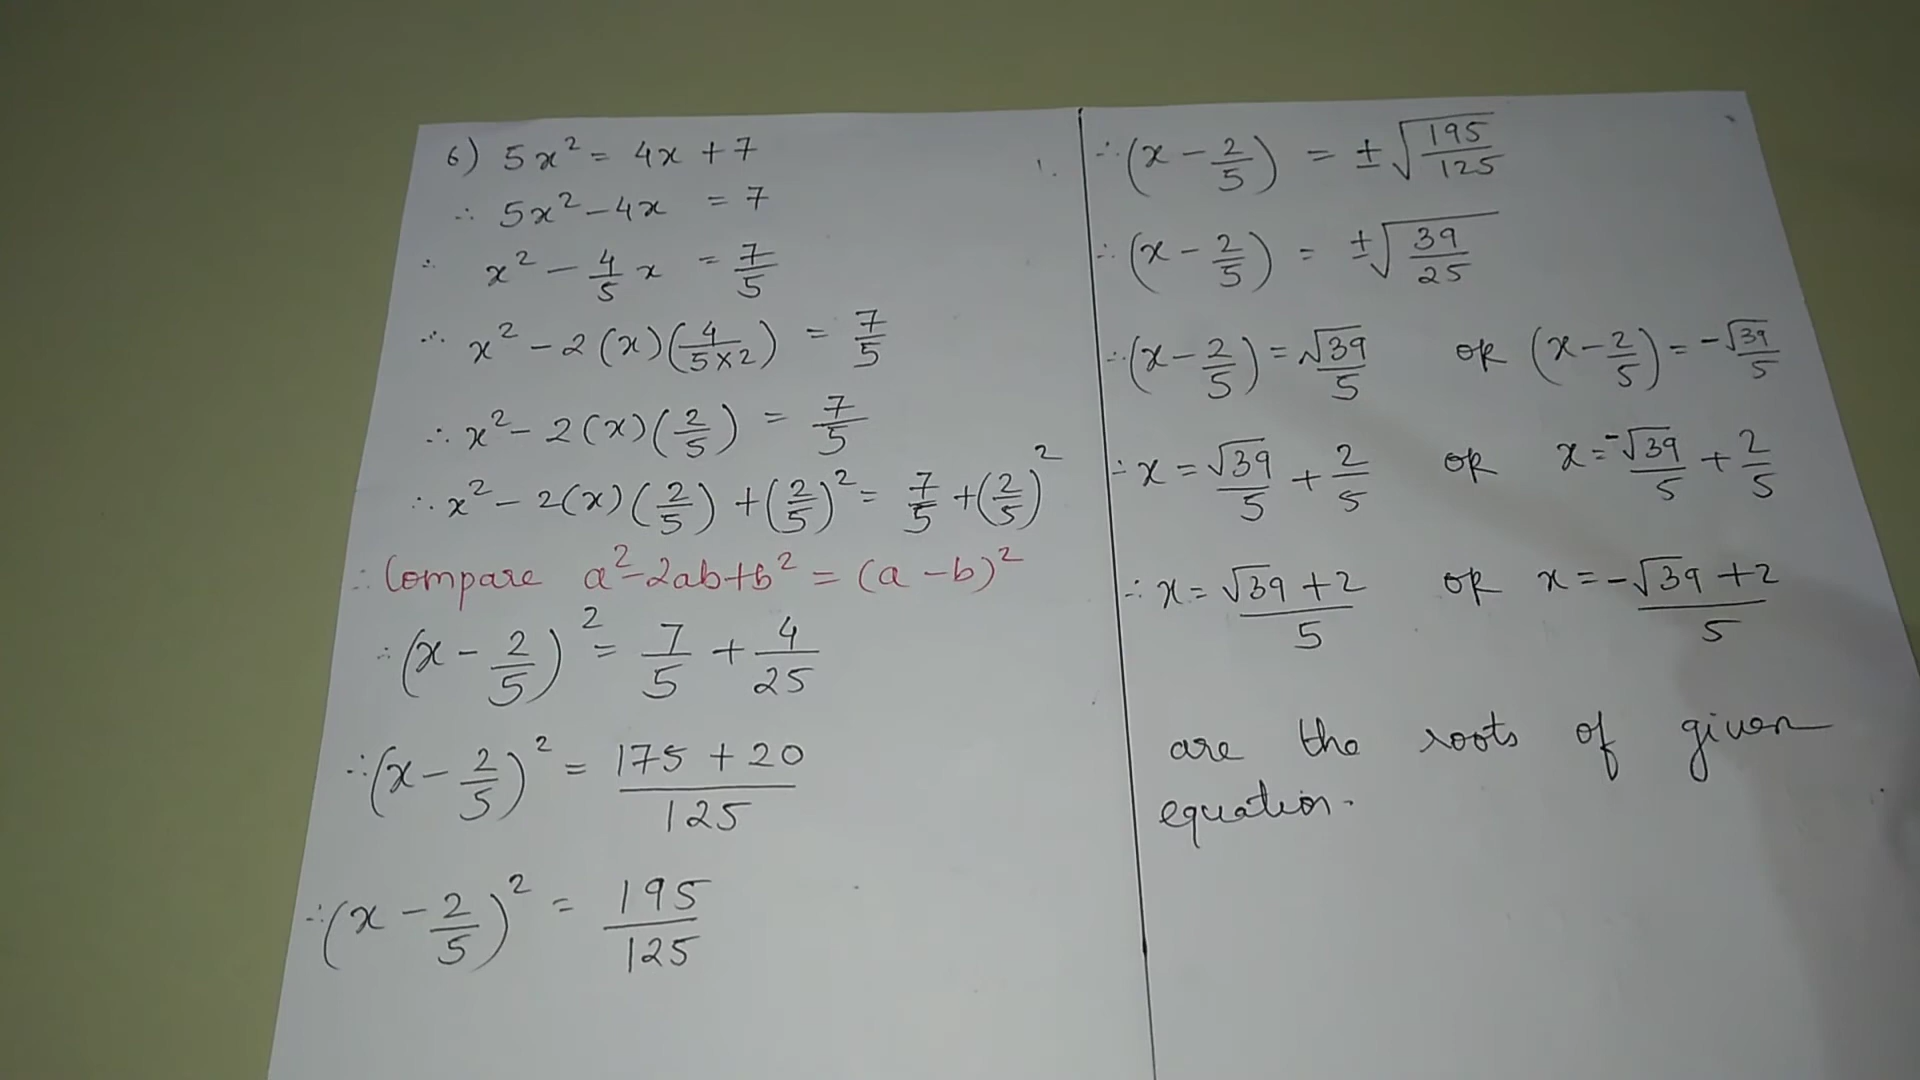 6) 5x² = 4x + 7
∴ 5x² - 4x = 7
∴ x² - 4/5 x = 7/5
∴ x² - 2(x)(4/5×2) = 7/5
∴ x² - 2(x)(2/5) = 7/5
∴ x² - 2(x)(2/5) + (2/5)² = 7/5 + (2/5)²
∴ Compare a² - 2ab + b² = (a - b)²
∴ (x - 2/5)² = 7/5 + 4/25
∴ (x - 2/5)² = 175 + 20/125
∴ (x - 2/5)² = 195/125
∴ (x - 2/5) = ±√195/125
∴ (x - 2/5) = ±√39/25
∴ (x - 2/5) = √39/5 or (x - 2/5) = -√39/5
∴ x = √39/5 + 2/5 or x = -√39/5 + 2/5
∴ x = √39 + 2/5 or x = -√39 + 2/5
are the roots of given
equation.